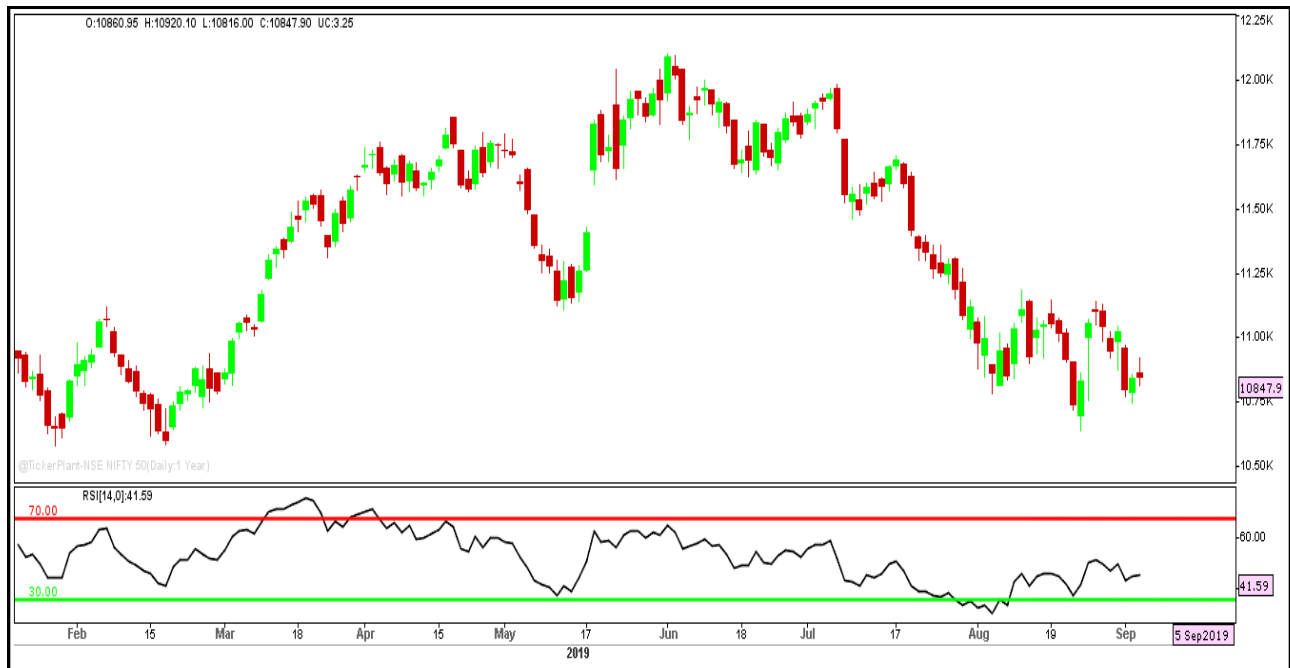 O:10860.95 H:10920.10 L:10816.00 C:10847.90 UC:3.25
12.25K
12.00K
11.75K
11.50K
11.25K
11.00K
10847.9
10.75K
10.50K
@TickerPlant-NSE NIFTY 50(Daily:1 Year)
RSI[14,0]:41.59
70.00
60.00
30.00
41.59
Feb 15 Mar 18 Apr 15 May 17 Jun 18 Jul 17 Aug 19 Sep 5 Sep2019
2019